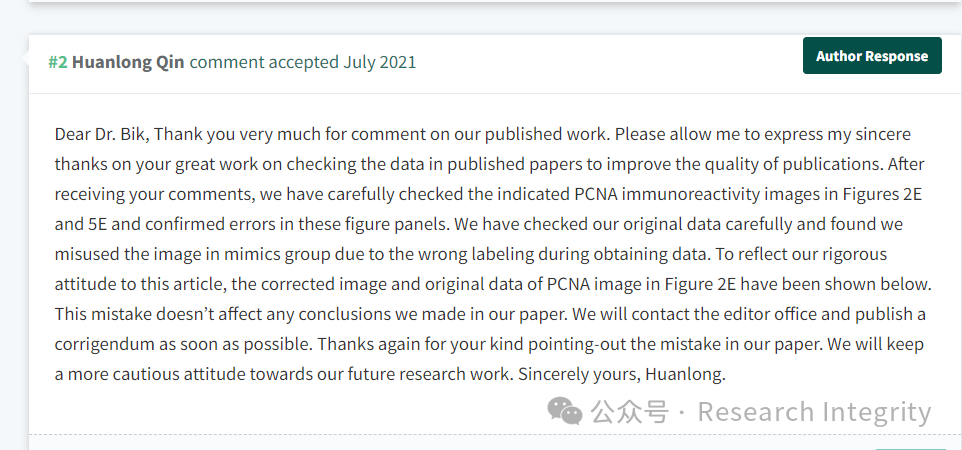 #2 Huanlong Qin comment accepted July 2021
Author Response
Dear Dr. Bik, Thank you very much for comment on our published work. Please allow me to express my sincere
thanks on your great work on checking the data in published papers to improve the quality of publications. After
receiving your comments, we have carefully checked the indicated PCNA immunoreactivity images in Figures 2E
and 5E and confirmed errors in these figure panels. We have checked our original data carefully and found we
misused the image in mimics group due to the wrong labeling during obtaining data. To reflect our rigorous
attitude to this article, the corrected image and original data of PCNA image in Figure 2E have been shown below.
This mistake doesn’t affect any conclusions we made in our paper. We will contact the editor office and publish a
corrigendum as soon as possible. Thanks again for your kind pointing-out the mistake in our paper. We will keep
a more cautious attitude towards our future research work. Sincerely yours, Huanlong.
公众号 · Research Integrity